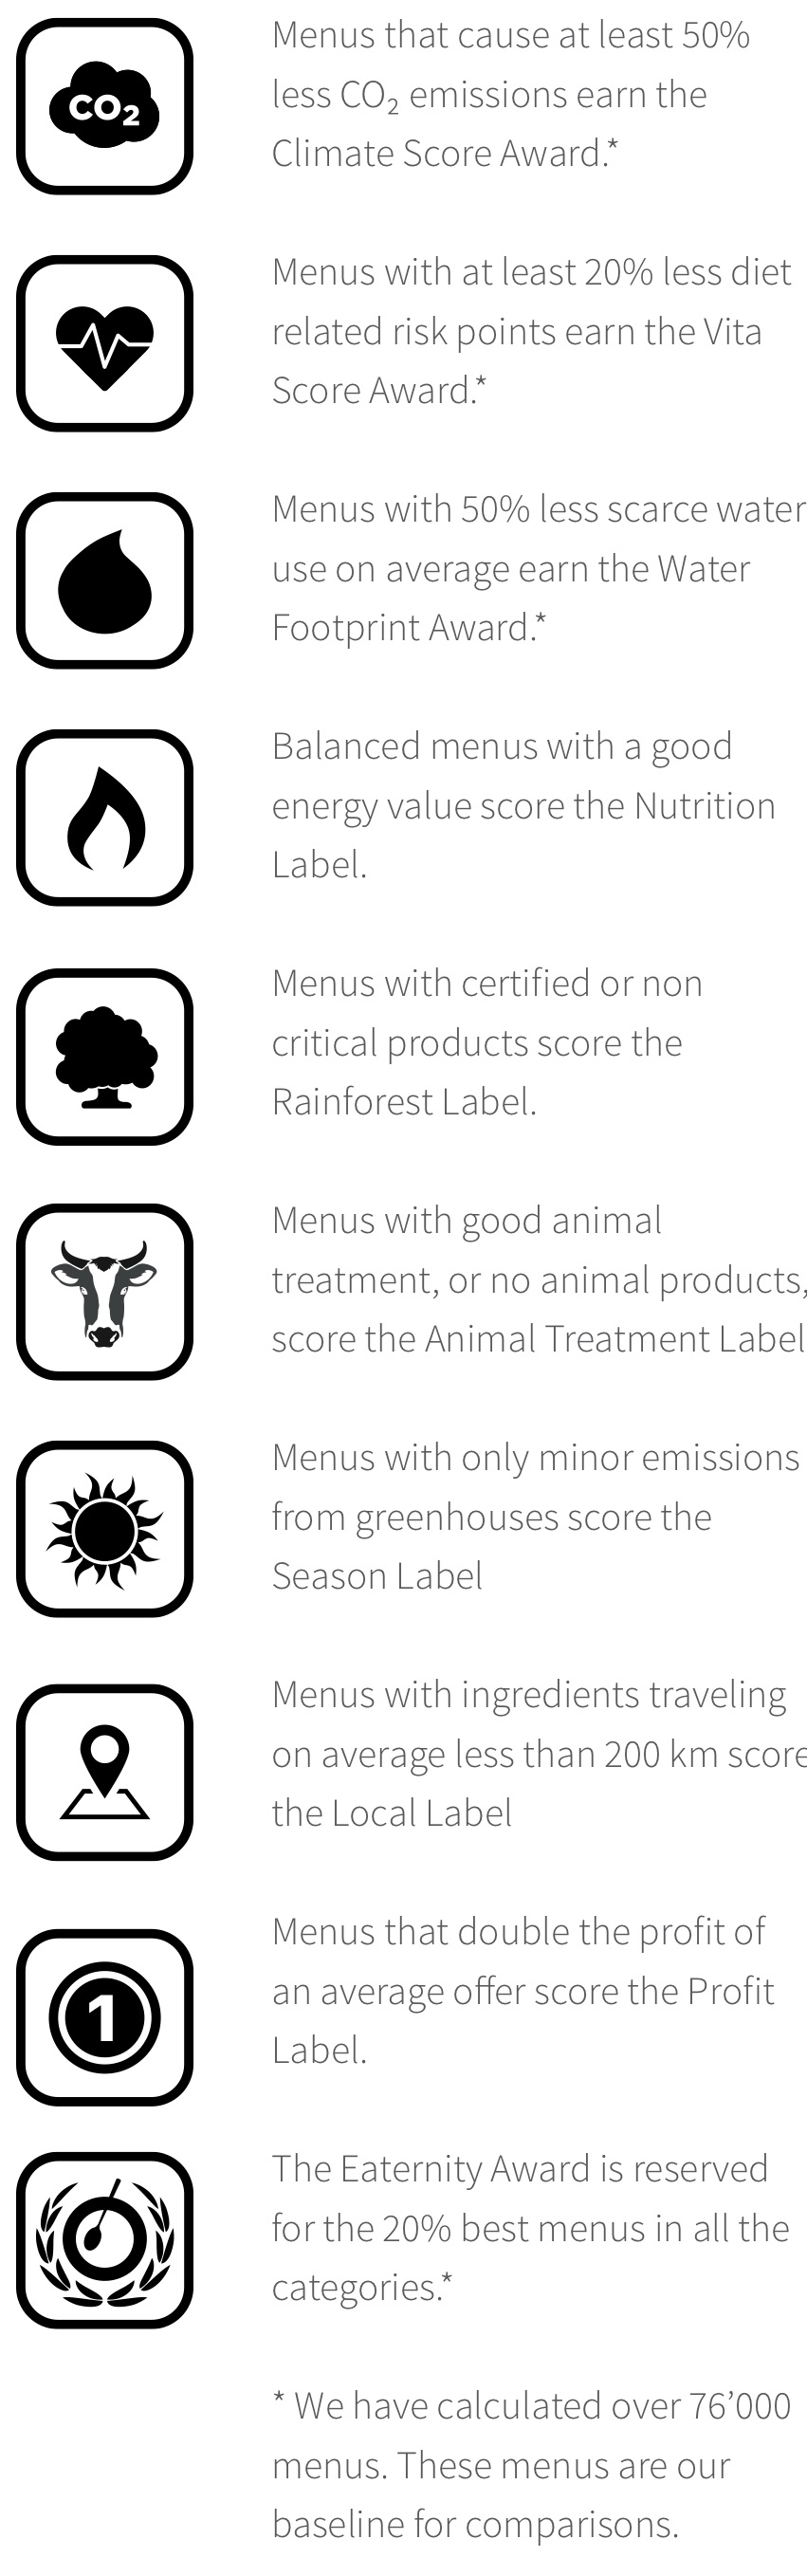 CO₂
Menus that cause at least 50%
less CO₂ emissions earn the
Climate Score Award.*
Menus with at least 20% less diet
related risk points earn the Vita
Score Award.*
Menus with 50% less scarce water
use on average earn the Water
Footprint Award.*
Balanced menus with a good
energy value score the Nutrition
Label.
Menus with certified or non
critical products score the
Rainforest Label.
Menus with good animal
treatment, or no animal products,
score the Animal Treatment Label
Menus with only minor emissions
from greenhouses score the
Season Label
Menus with ingredients traveling
on average less than 200 km score
the Local Label
1
Menus that double the profit of
an average offer score the Profit
Label.
The Eaternity Award is reserved
for the 20% best menus in all the
categories.*
* We have calculated over 76’000
menus. These menus are our
baseline for comparisons.